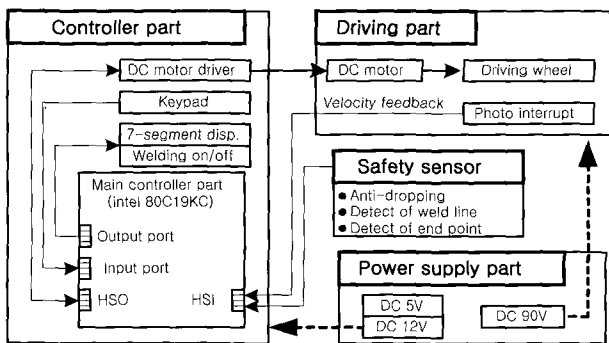 Controller part
DC motor driver
Keypad
7-segment disp.
Welding on/off
Main controller part
(intel 80C19KC)
Output port
Input port
HSO
HSI
Driving part
DC motor
Driving wheel
Velocity feedback
Photo interrupt
Safety sensor
● Anti-dropping
● Detect of weld line
● Detect of end point
Power supply part
DC 5V
DC 12V
DC 90V